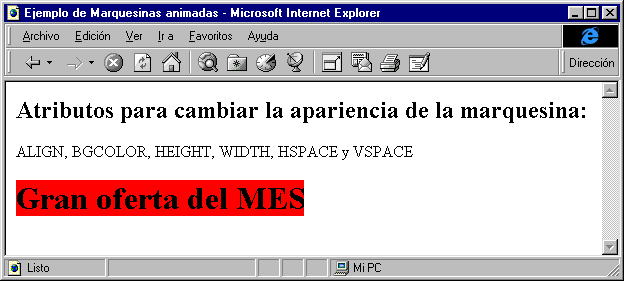 Ejemplo de Marquesinas animadas - Microsoft Internet Explorer
Archivo Edición Ver Ir a Favoritos Ayuda
Dirección
Atributos para cambiar la apariencia de la marquesina:
ALIGN, BGCOLOR, HEIGHT, WIDTH, HSPACE y VSPACE
Gran oferta del MES
Listo Mi PC